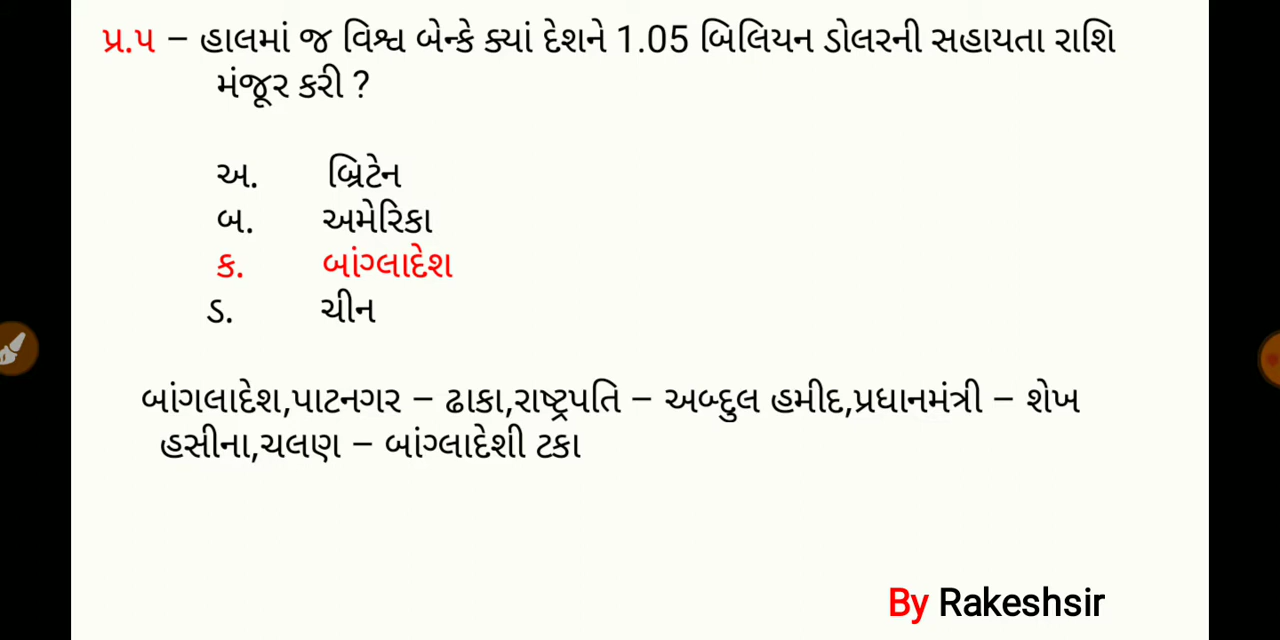 પ્ર.૫ – હાલમાં જ વિશ્વ બેન્કે ક્યાં દેશને 1.05 બિલિયન ડોલરની સહાયતા રાશિ
મંજૂર કરી ?
અ. બ્રિટેન
બ. અમેરિકા
ક. બાંગ્લાદેશ
ડ. ચીન
બાંગલાદેશ,પાટનગર – ઢાકા,રાષ્ટ્રપતિ – અબ્દુલ હમીદ,પ્રધાનમંત્રી – શેખ
હસીના,ચલણ – બાંગ્લાદેશી ટકા
By Rakeshsir